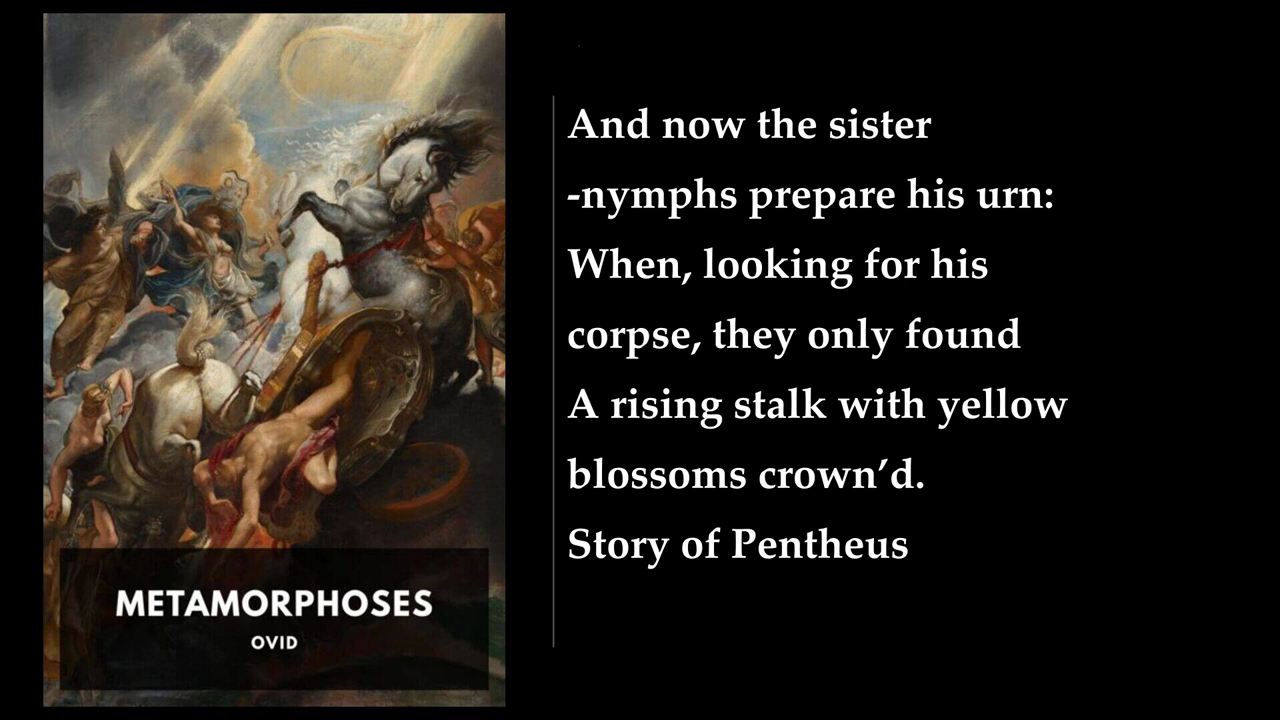 METAMORPHOSES
OVID
And now the sister
-nymphs prepare his urn:
When, looking for his
corpse, they only found
A rising stalk with yellow
blossoms crown’d.
Story of Pentheus